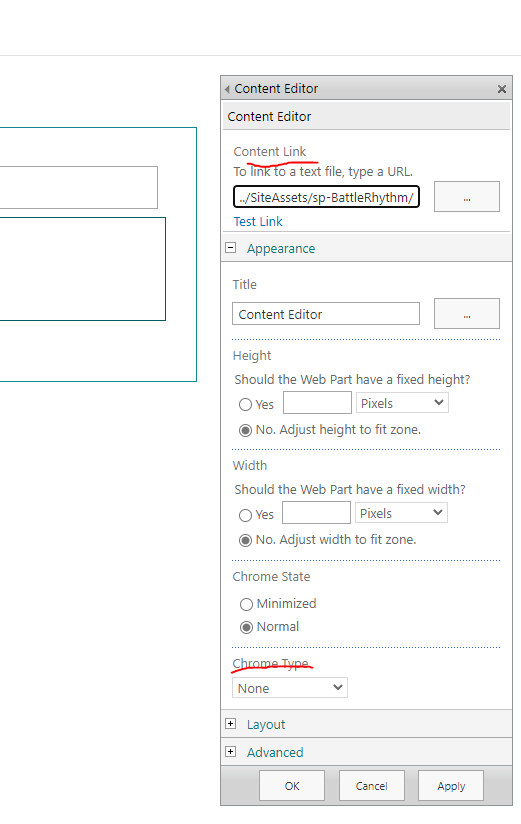 Content Editor
Content Editor
Content Link
To link to a text file, type a URL.
../SiteAssets/sp-BattleRhythm/
...
Test Link
Appearance
Title
Content Editor
...
Height
Should the Web Part have a fixed height?
Yes Pixels
No. Adjust height to fit zone.
Width
Should the Web Part have a fixed width?
Yes Pixels
No. Adjust width to fit zone.
Chrome State
Minimized
Normal
Chrome Type
None
Layout
Advanced
OK Cancel Apply